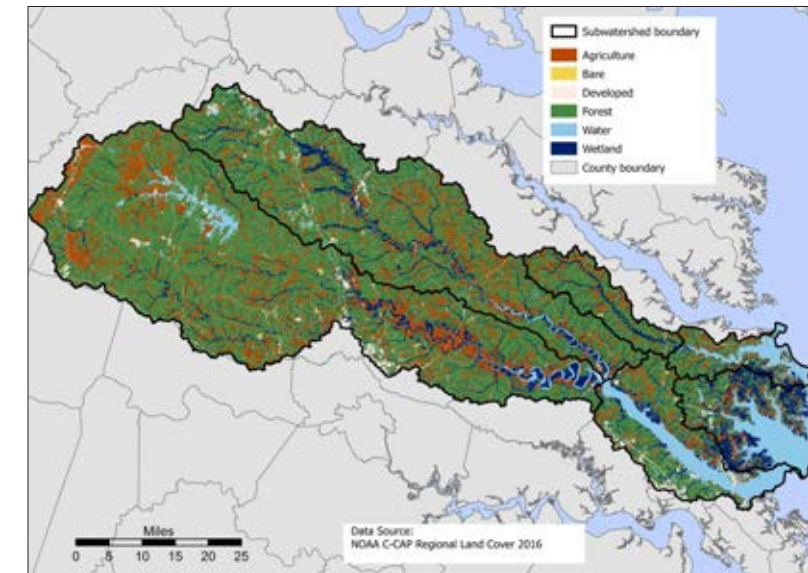 Subwatershed boundary
Agriculture
Bare
Developed
Forest
Water
Wetland
County boundary
Miles
0 5 10 15 20 25
Data Source:
NOAA C-CAP Regional Land Cover 2016